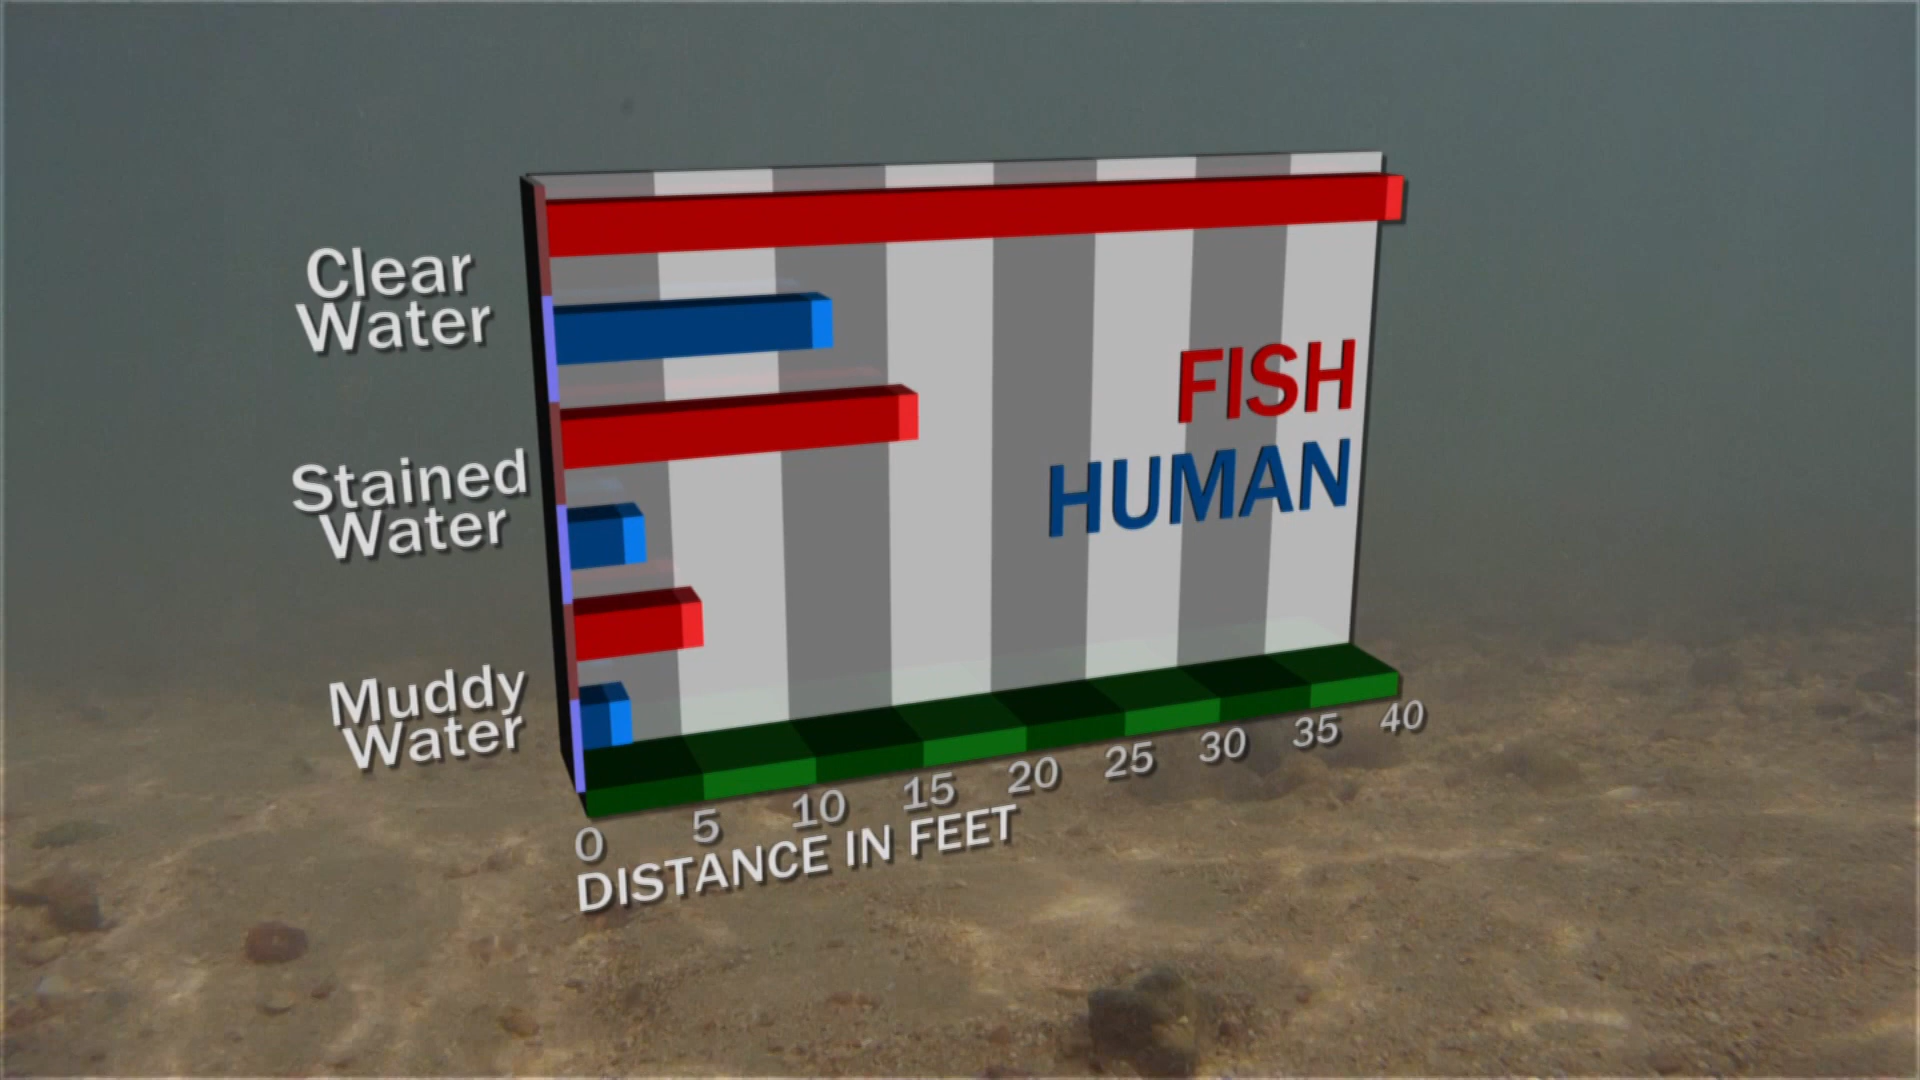 Clear
Water
Stained
Water
Muddy
Water
FISH
HUMAN
0 5 10 15 20 25 30 35 40
DISTANCE IN FEET